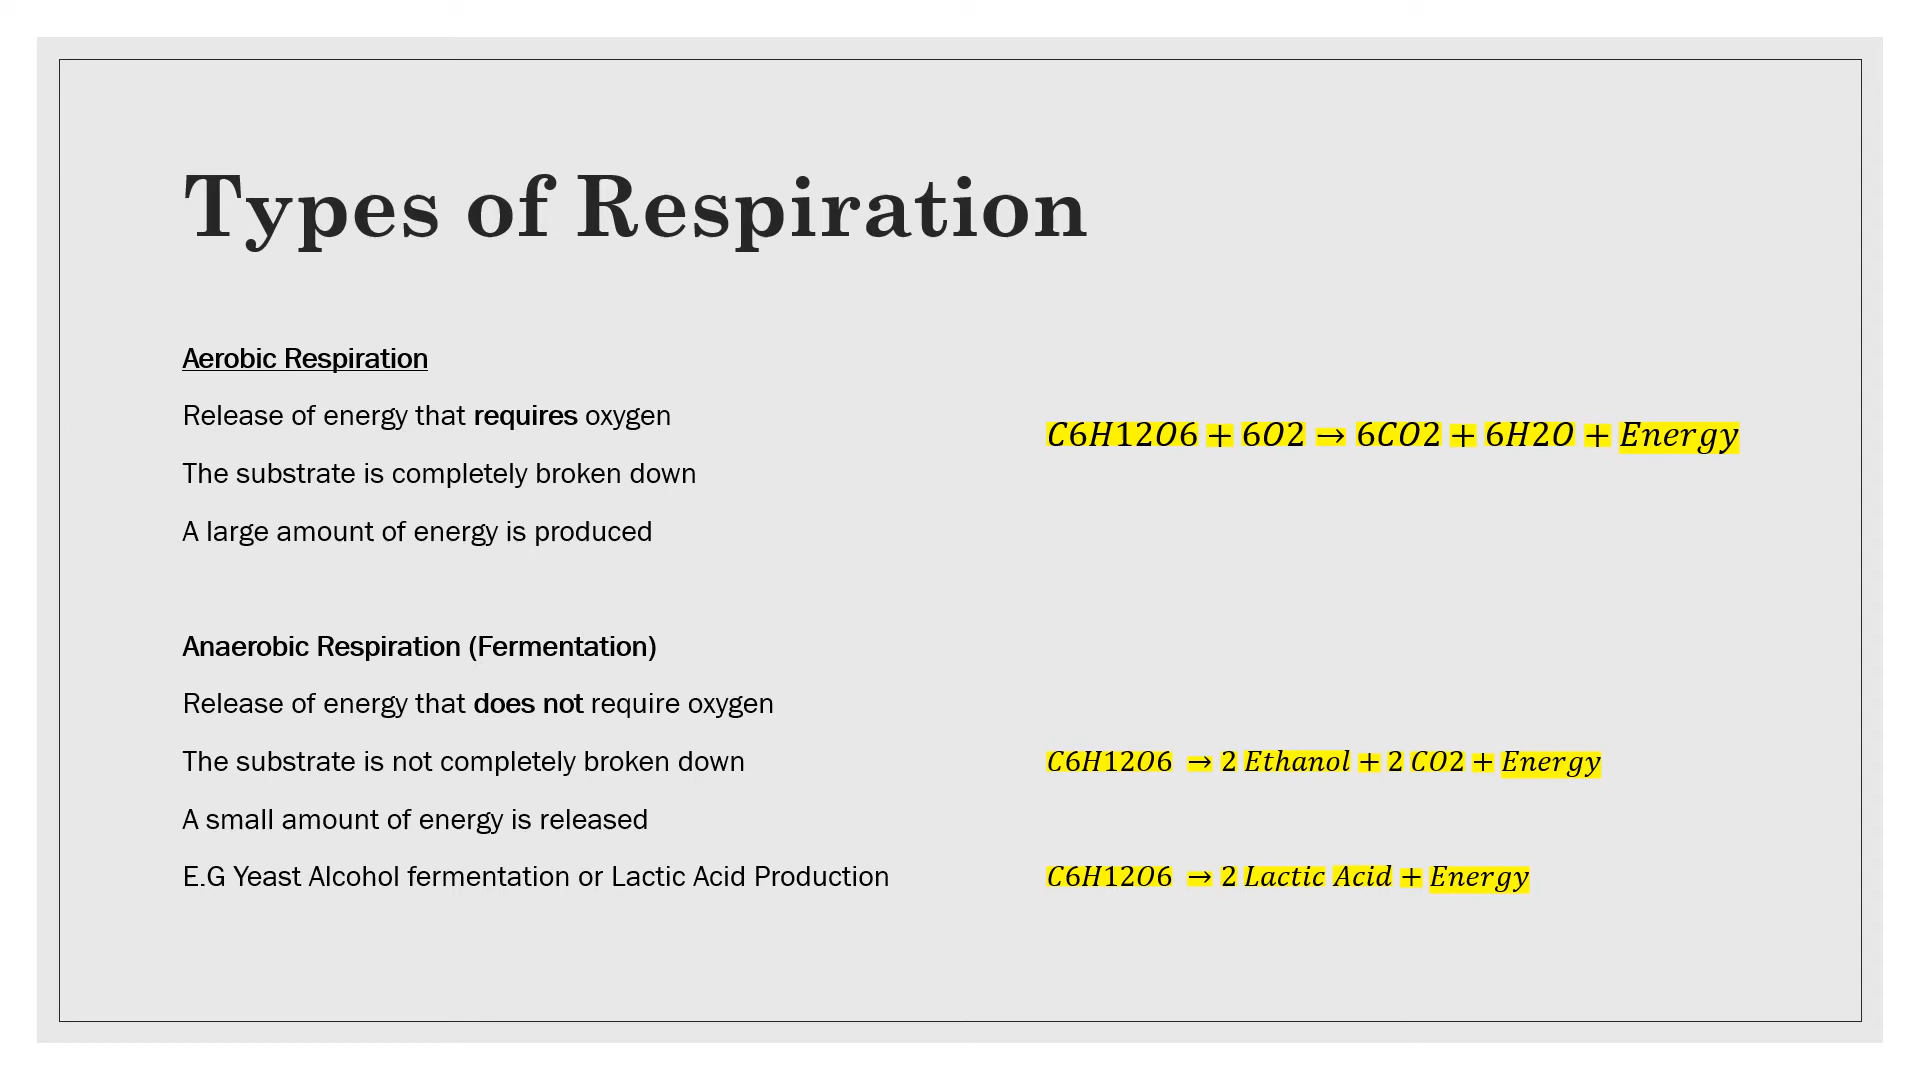 Types of Respiration
Aerobic Respiration
Release of energy that requires oxygen
The substrate is completely broken down
A large amount of energy is produced
C6H12O6 + 6O2 → 6CO2 + 6H2O + Energy
Anaerobic Respiration (Fermentation)
Release of energy that does not require oxygen
The substrate is not completely broken down
A small amount of energy is released
E.G Yeast Alcohol fermentation or Lactic Acid Production
C6H12O6 → 2 Ethanol + 2 CO2 + Energy
C6H12O6 → 2 Lactic Acid + Energy